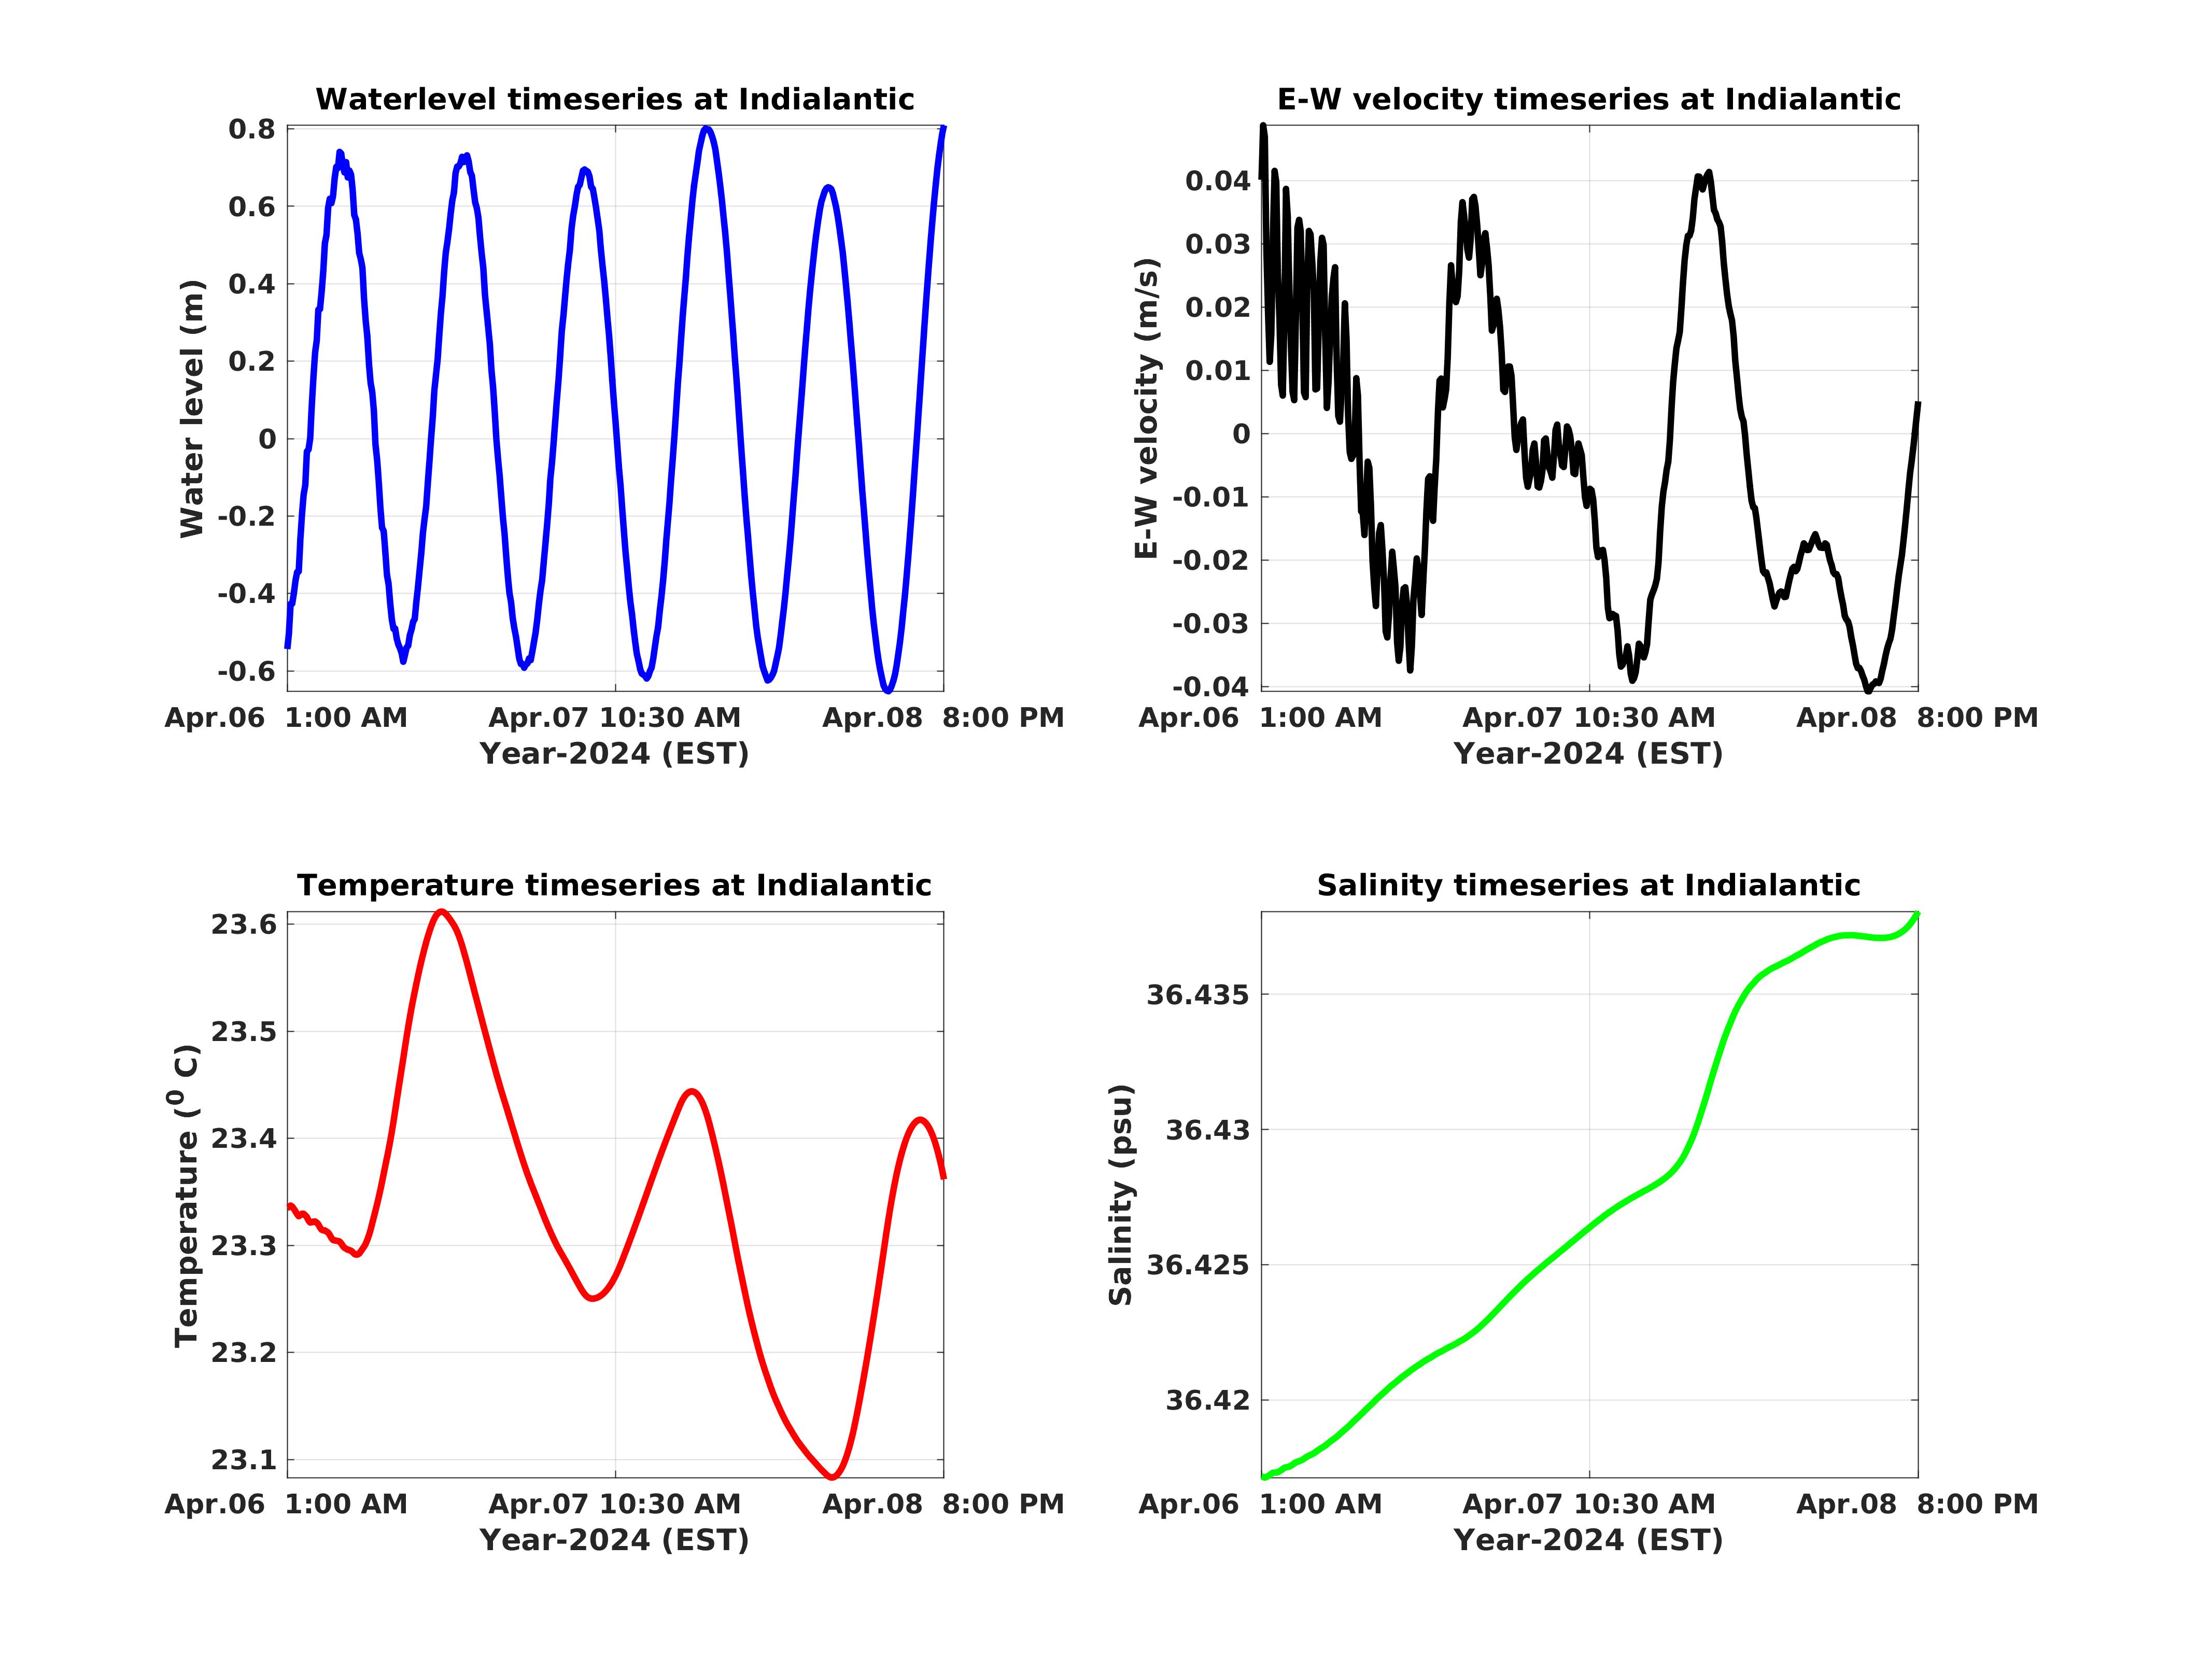 Waterlevel timeseries at Indialantic
Water level (m)
0.8
0.6
0.4
0.2
0
-0.2
-0.4
-0.6
Apr.06 1:00 AM Apr.07 10:30 AM Apr.08 8:00 PM
Year-2024 (EST)
E-W velocity timeseries at Indialantic
E-W velocity (m/s)
0.04
0.03
0.02
0.01
0
-0.01
-0.02
-0.03
-0.04
Apr.06 1:00 AM Apr.07 10:30 AM Apr.08 8:00 PM
Year-2024 (EST)
Temperature timeseries at Indialantic
Temperature (⁰ C)
23.6
23.5
23.4
23.3
23.2
23.1
Apr.06 1:00 AM Apr.07 10:30 AM Apr.08 8:00 PM
Year-2024 (EST)
Salinity timeseries at Indialantic
Salinity (psu)
36.435
36.43
36.425
36.42
Apr.06 1:00 AM Apr.07 10:30 AM Apr.08 8:00 PM
Year-2024 (EST)